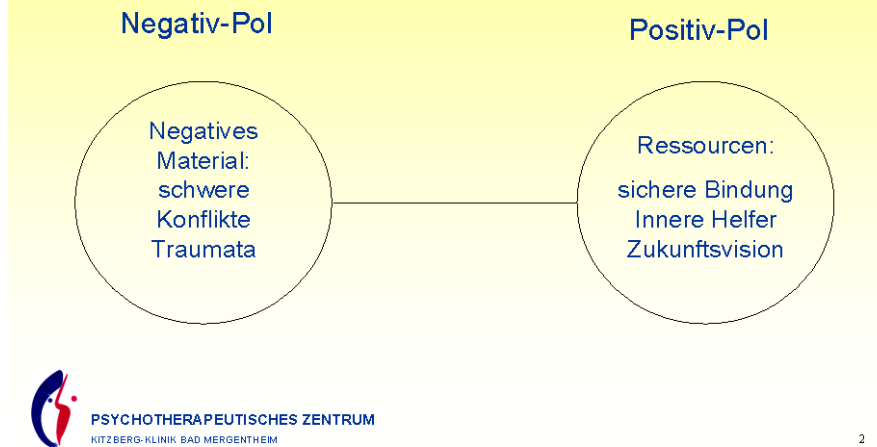 Negativ-Pol
Positiv-Pol
Negatives
Material:
schwere
Konflikte
Traumata
Ressourcen:
sichere Bindung
Innere Helfer
Zukunftsvision
PSYCHOTHERAPEUTISCHES ZENTRUM
KITZBERG-KLINIK BAD MERGENTHEIM
2